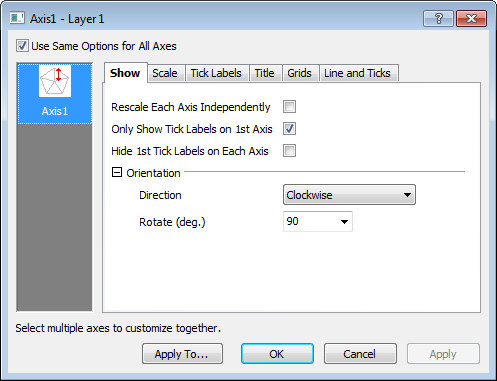 Axis1 - Layer 1
Use Same Options for All Axes
Axis1
Show Scale Tick Labels Title Grids Line and Ticks
Rescale Each Axis Independently
Only Show Tick Labels on 1st Axis
Hide 1st Tick Labels on Each Axis
Orientation
Direction Clockwise
Rotate (deg.) 90
Select multiple axes to customize together.
Apply To... OK Cancel Apply